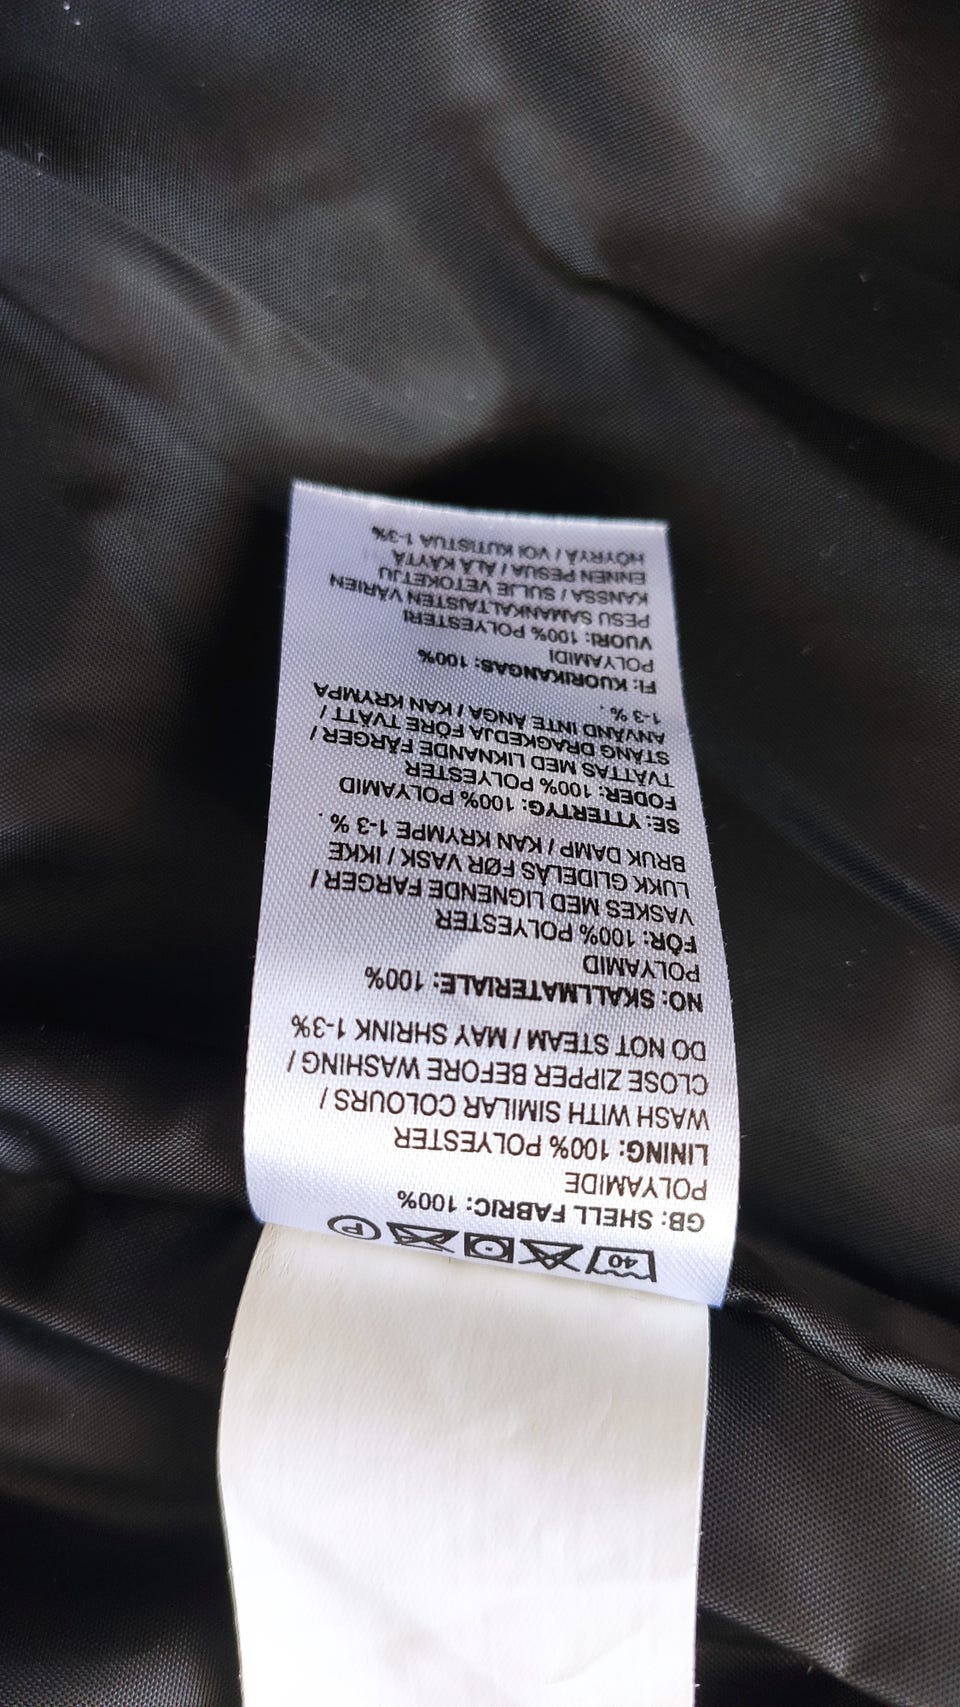 40 P
GB: SHELL FABRIC: 100%
POLYAMIDE
LINING: 100% POLYESTER
WASH WITH SIMILAR COLOURS /
CLOSE ZIPPER BEFORE WASHING /
DO NOT STEAM / MAY SHRINK 1-3%
NO: SKALLMATERIALE: 100%
POLYAMID
FÔR: 100% POLYESTER
VASKES MED LIGNENDE FARGER /
LUKK GLIDELÅS FØR VASK / IKKE
BRUK DAMP / KAN KRYMPE 1-3 % .
SE: YTTERTYG: 100% POLYAMID
FODER: 100% POLYESTER
TVÄTTAS MED LIKNANDE FÄRGER /
STÄNG DRAGKEDJA FÖRE TVÄTT /
ANVÄND INTE ÅNGA / KAN KRYMPA
1-3 % .
FI: KUORIKANGAS: 100%
POLYAMIDI
VUORI: 100% POLYESTERI
PESU SAMANKALTAISTEN VÄRIEN
KANSSA / SULJE VETOKETJU
ENNEN PESUA / ÄLÄ KÄYTÄ
HÖYRYÄ / VOI KUTISTUA 1-3%